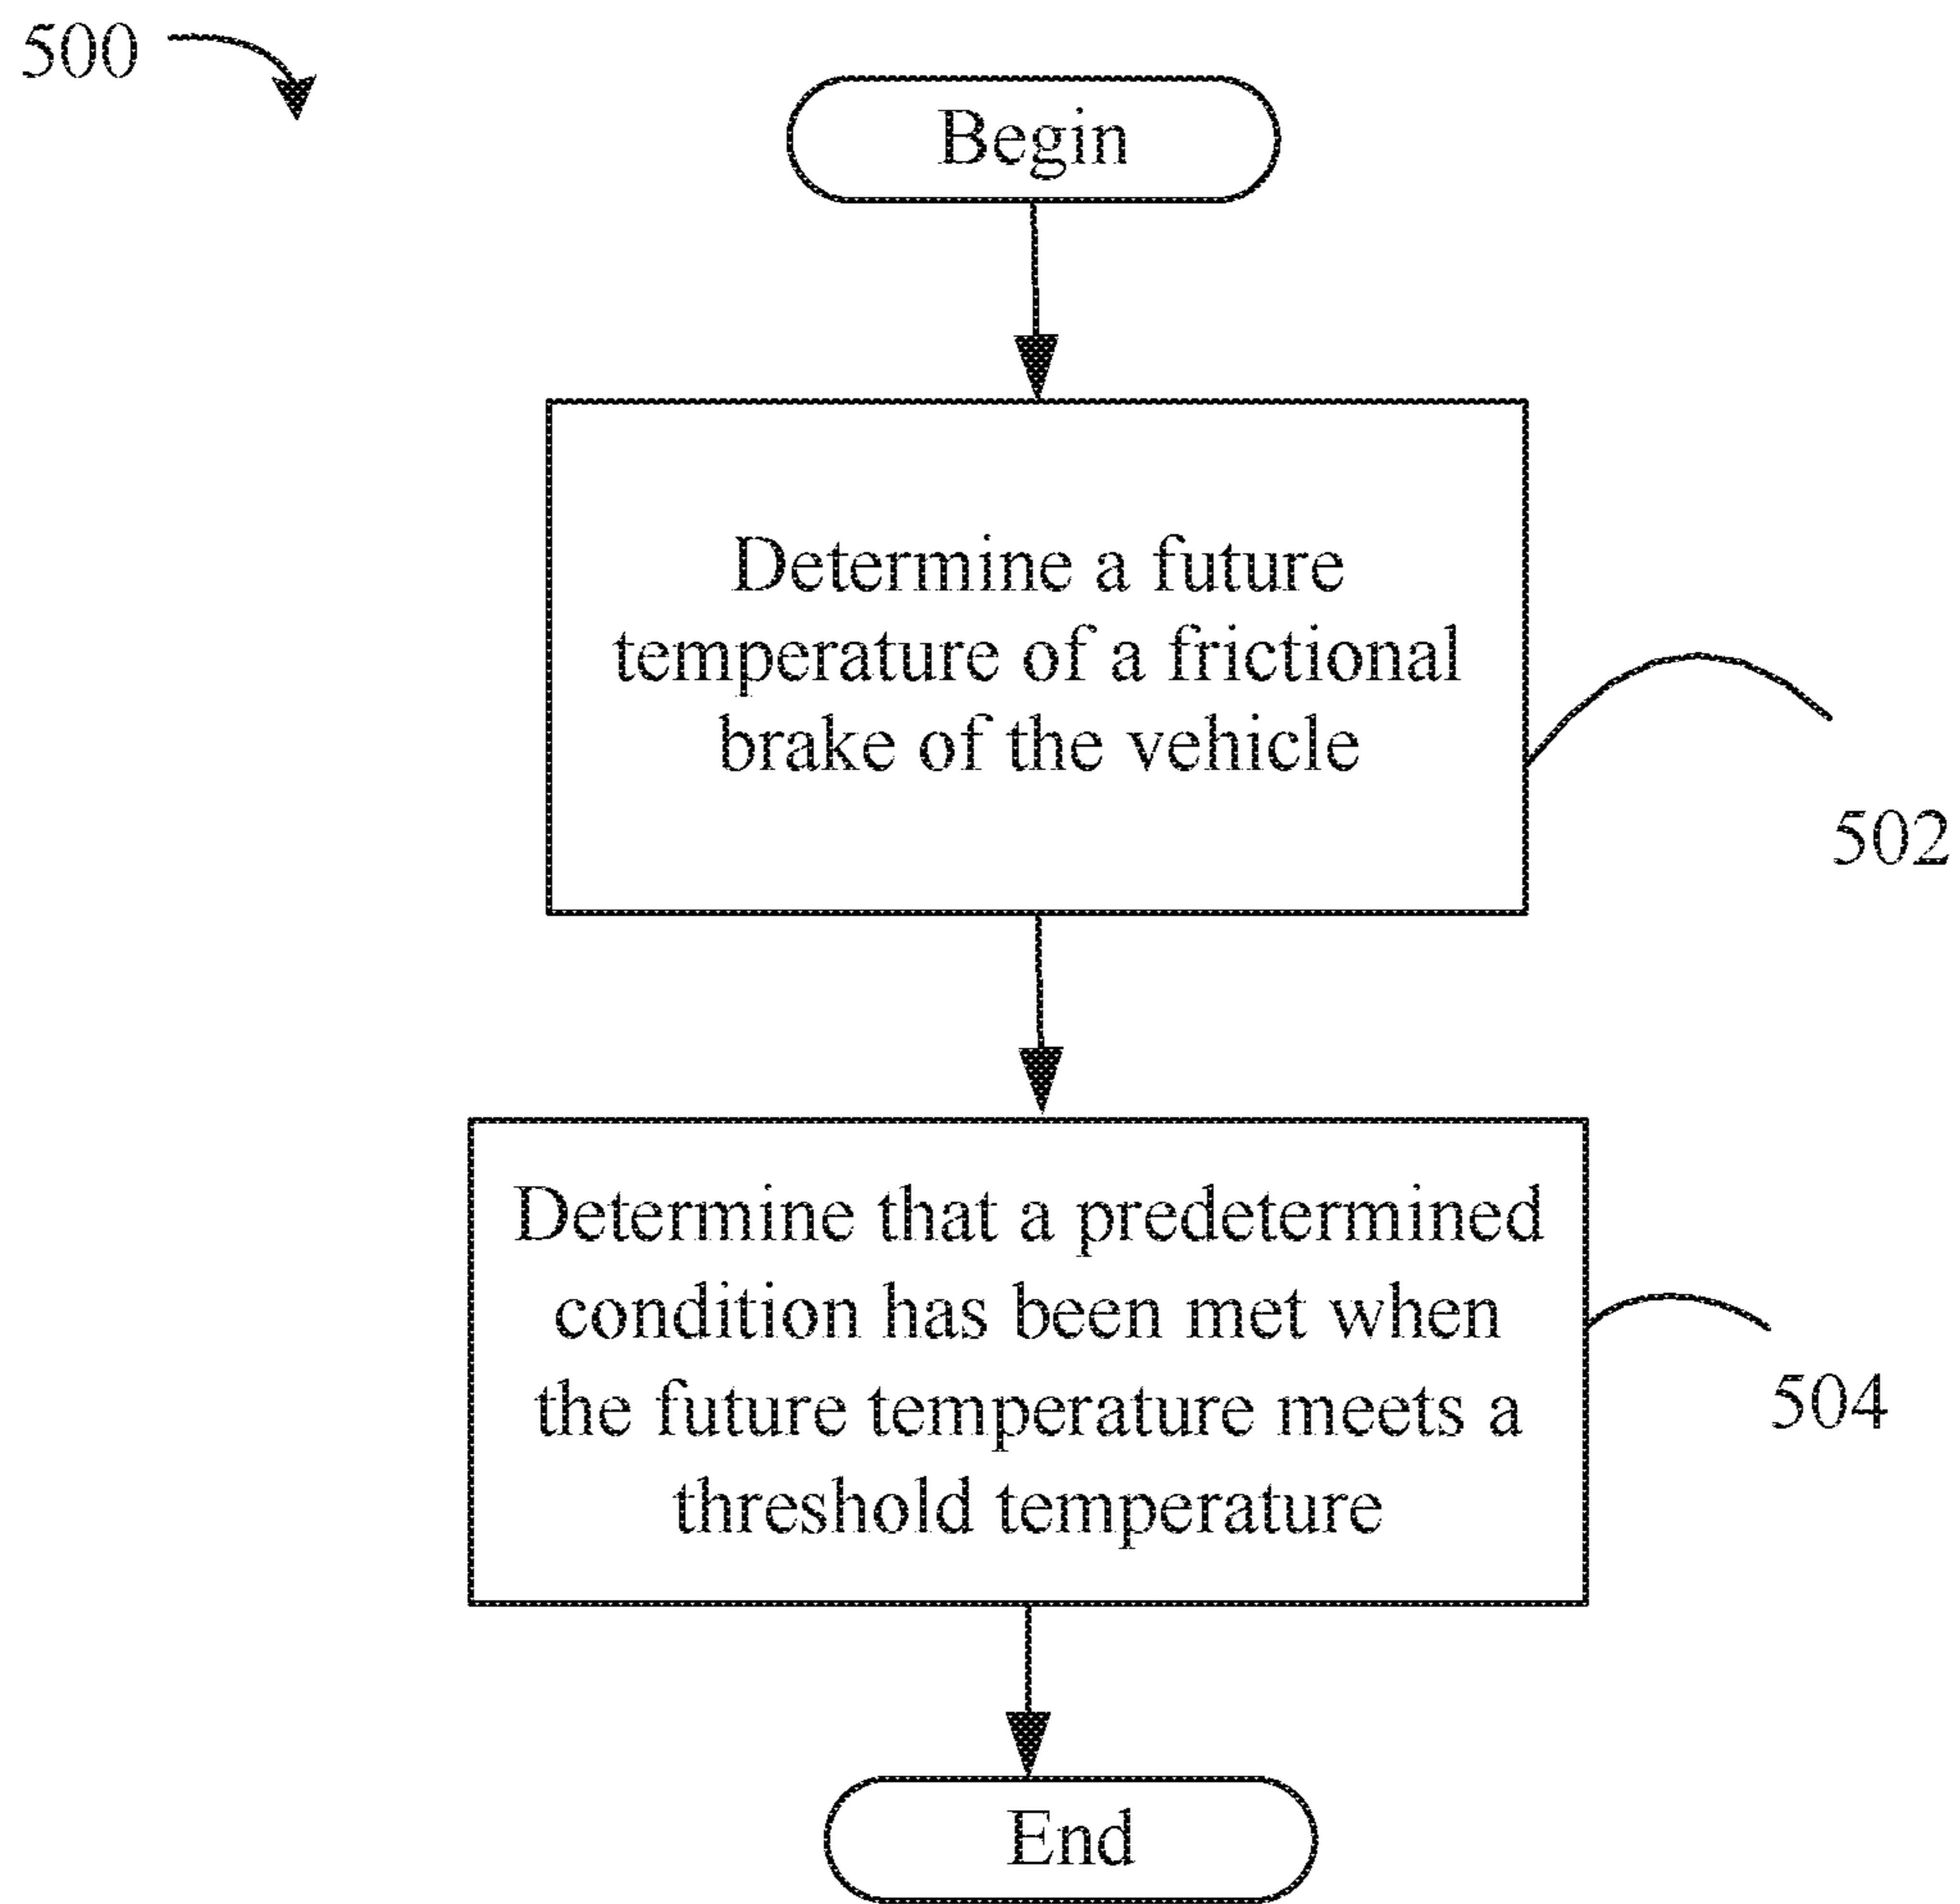 500
Begin
Determine a future
temperature of a frictional
brake of the vehicle
502
Determine that a predetermined
condition has been met when
the future temperature meets a
threshold temperature
504
End